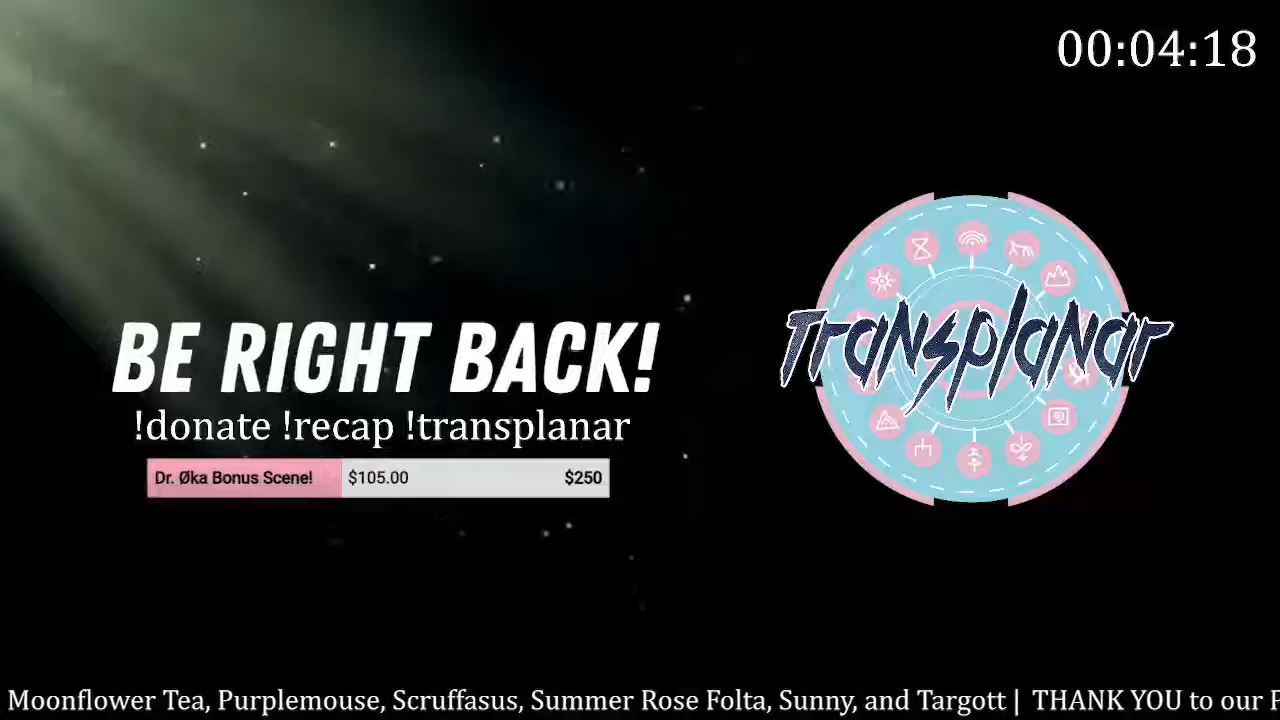 00:04:18
BE RIGHT BACK!
!donate !recap !transplanar
Dr. Øka Bonus Scene! $105.00 $250
Transplanar
Moonflower Tea, Purplemouse, Scruffasus, Summer Rose Folta, Sunny, and Targott | THANK YOU to our